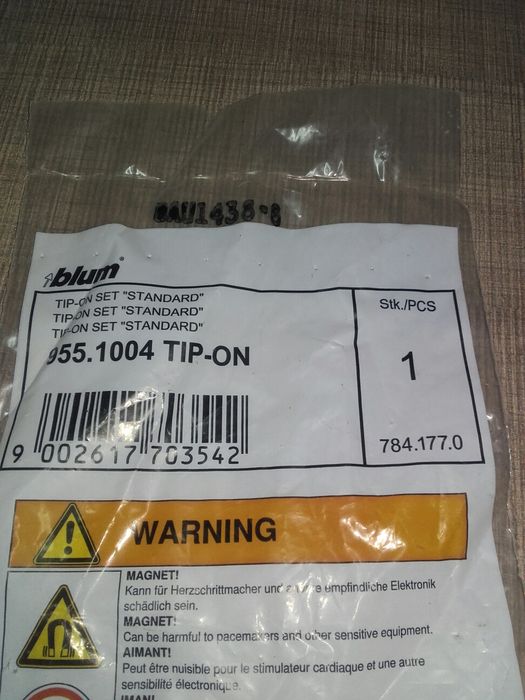 blum
TIP-ON SET "STANDARD"
TIP-ON SET "STANDARD"
TIP-ON SET "STANDARD"
955.1004 TIP-ON
Stk./PCS
1
784.177.0
9 002617 703542
WARNING
MAGNET!
Kann für Herzschrittmacher und andere empfindliche Elektronik
schädlich sein.
MAGNET!
Can be harmful to pacemakers and other sensitive equipment.
AIMANT!
Peut être nuisible pour le stimulateur cardiaque et une autre
sensibilité électronique.